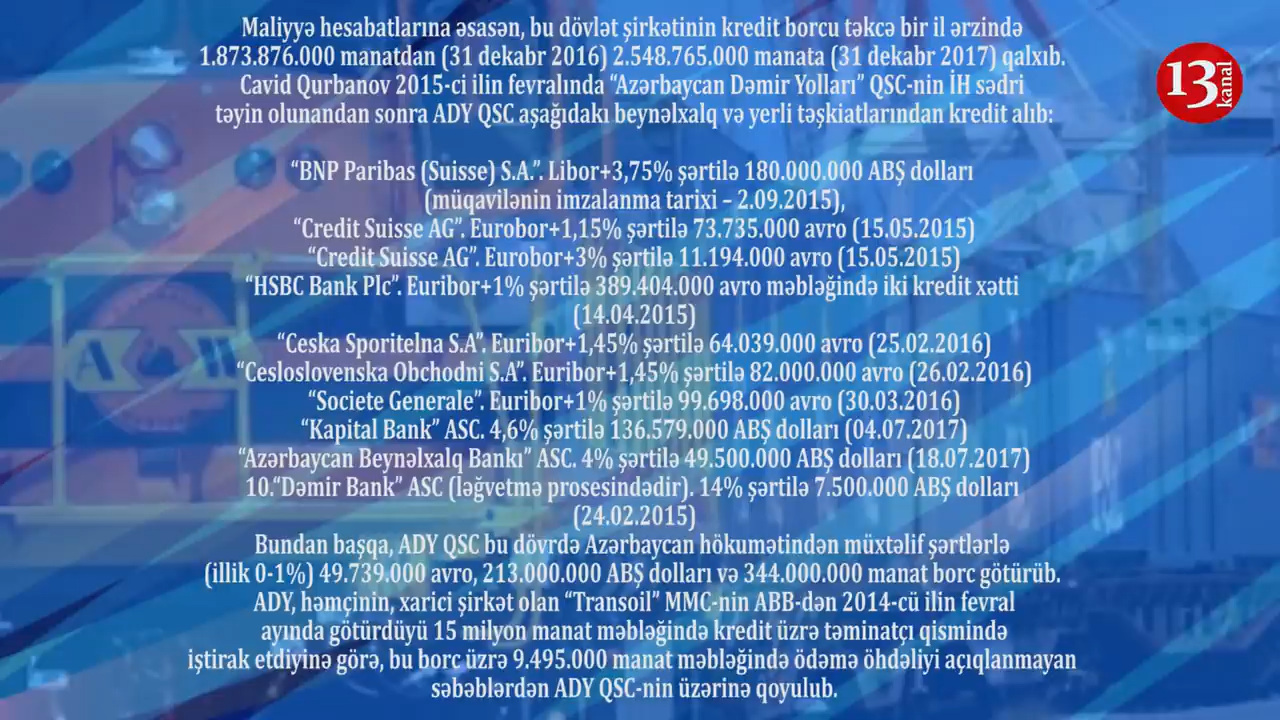 Maliyyə hesabatlarına əsasən, bu dövlət şirkətinin kredit borcu təkcə bir il ərzində
1.873.876.000 manatdan (31 dekabr 2016) 2.548.765.000 manata (31 dekabr 2017) qalxıb.
Cavid Qurbanov 2015-ci ilin fevralında “Azərbaycan Dəmir Yolları” QSC-nin İH sədri
təyin olunandan sonra ADY QSC aşağıdakı beynəlxalq və yerli təşkiatlarından kredit alıb:
“BNP Paribas (Suisse) S.A.”. Libor+3,75% şərtilə 180.000.000 ABŞ dolları
(müqavilənin imzalanma tarixi – 2.09.2015),
“Credit Suisse AG”. Eurobor+1,15% şərtilə 73.735.000 avro (15.05.2015)
“Credit Suisse AG”. Eurobor+3% şərtilə 11.194.000 avro (15.05.2015)
“HSBC Bank Plc”. Euribor+1% şərtilə 389.404.000 avro məbləğində iki kredit xətti
(14.04.2015)
“Ceska Sporitelna S.A”. Euribor+1,45% şərtilə 64.039.000 avro (25.02.2016)
“Cesloslovenska Obchodni S.A”. Euribor+1,45% şərtilə 82.000.000 avro (26.02.2016)
“Societe Generale”. Euribor+1% şərtilə 99.698.000 avro (30.03.2016)
“Kapital Bank” ASC. 4,6% şərtilə 136.579.000 ABŞ dolları (04.07.2017)
“Azərbaycan Beynəlxalq Bankı” ASC. 4% şərtilə 49.500.000 ABŞ dolları (18.07.2017)
10.“Dəmir Bank” ASC (ləğvetmə prosesindədir). 14% şərtilə 7.500.000 ABŞ dolları
(24.02.2015)
Bundan başqa, ADY QSC bu dövrdə Azərbaycan hökumətindən müxtəlif şərtlərlə
(illik 0-1%) 49.739.000 avro, 213.000.000 ABŞ dolları və 344.000.000 manat borc götürüb.
ADY, həmçinin, xarici şirkət olan “Transoil” MMC-nin ABB-dən 2014-cü ilin fevral
ayında götürdüyü 15 milyon manat məbləğində kredit üzrə təminatçı qismində
iştirak etdiyinə görə, bu borc üzrə 9.495.000 manat məbləğində ödəmə öhdəliyi açıqlanmayan
səbəblərdən ADY QSC-nin üzərinə qoyulub.
13 kanal
A W